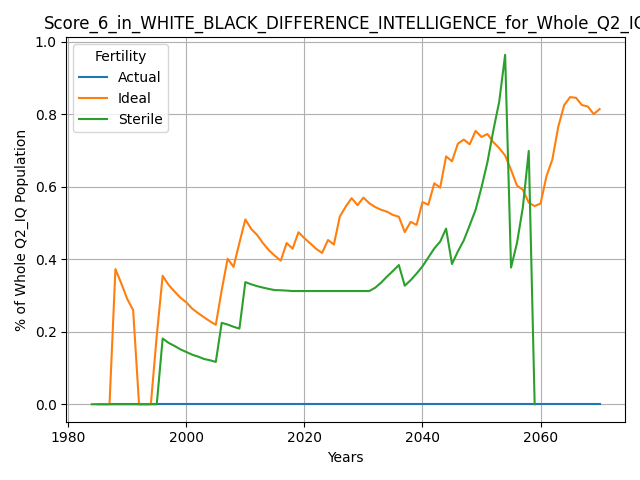 Score_6_in_WHITE_BLACK_DIFFERENCE_INTELLIGENCE_for_Whole_Q2_IQ
Fertility
Actual
Ideal
Sterile
% of Whole Q2_IQ Population
1.0
0.8
0.6
0.4
0.2
0.0
1980
2000
2020
2040
2060
Years